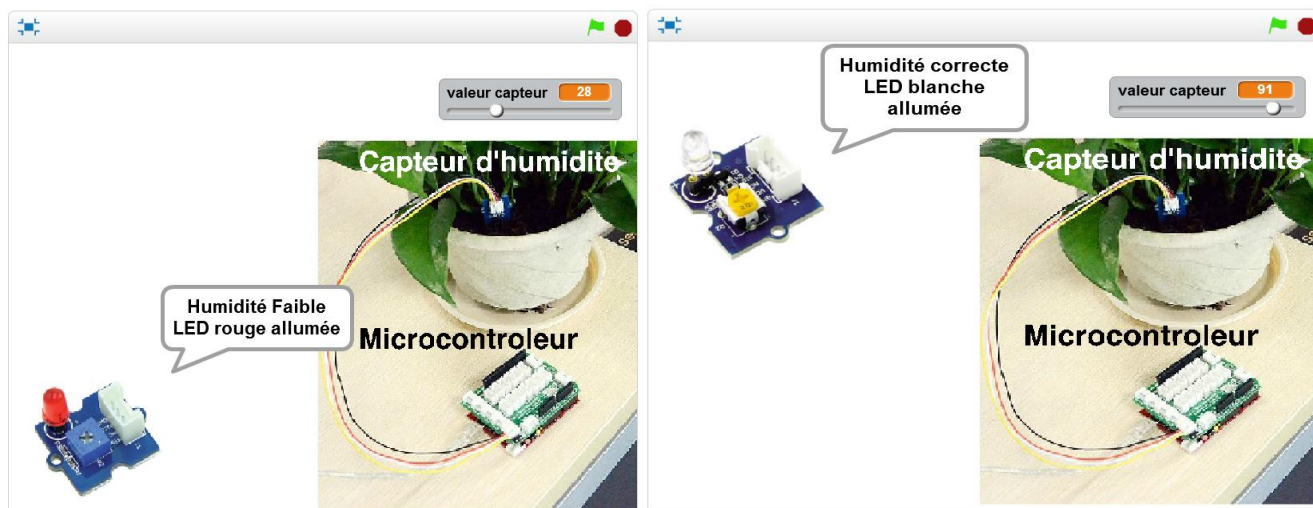 valeur capteur 28
Capteur d'humidite
Humidité Faible
LED rouge allumée
Microcontroleur
Humidité correcte
LED blanche
allumée
valeur capteur 91
Capteur d'humidite
Microcontroleur